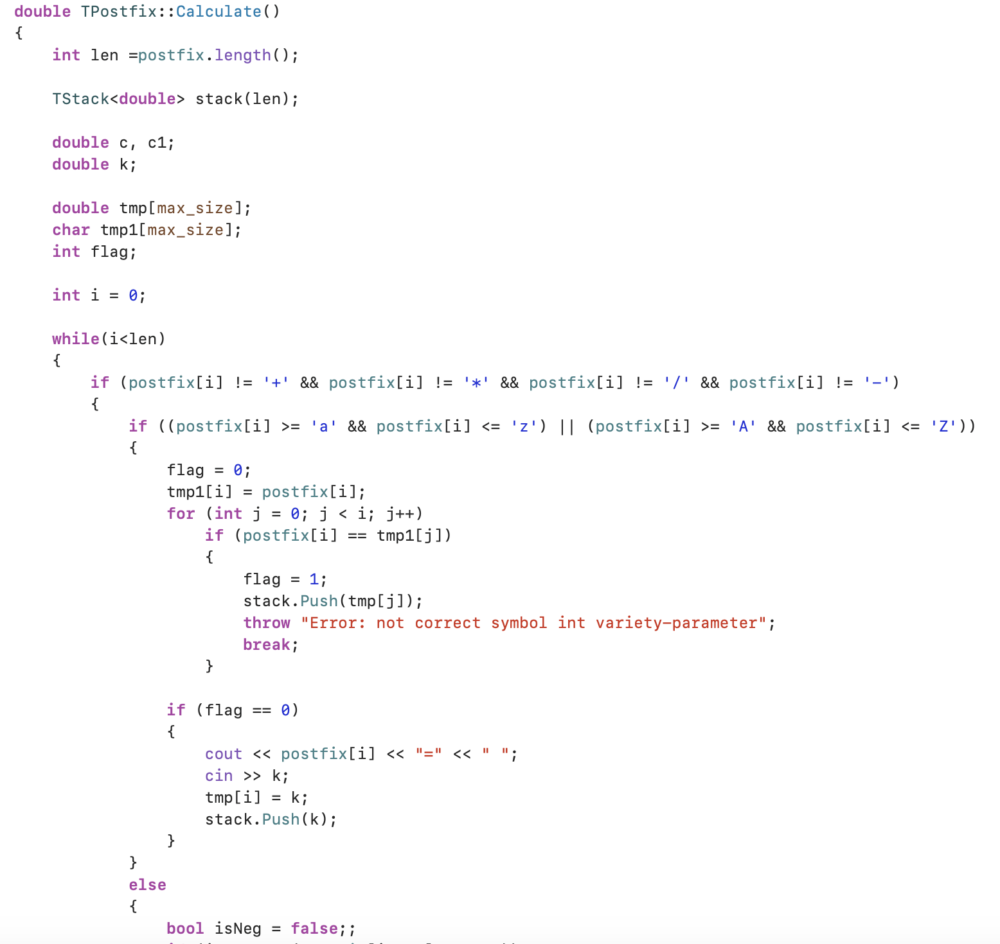 double TPostfix::Calculate()
{
    int len =postfix.length();

    TStack<double> stack(len);

    double c, c1;
    double k;

    double tmp[max_size];
    char tmp1[max_size];
    int flag;

    int i = 0;

    while(i<len)
    {
        if (postfix[i] != '+' && postfix[i] != '*' && postfix[i] != '/' && postfix[i] != '-')
        {
            if ((postfix[i] >= 'a' && postfix[i] <= 'z') || (postfix[i] >= 'A' && postfix[i] <= 'Z'))
            {
                flag = 0;
                tmp1[i] = postfix[i];
                for (int j = 0; j < i; j++)
                    if (postfix[i] == tmp1[j])
                    {
                        flag = 1;
                        stack.Push(tmp[j]);
                        throw "Error: not correct symbol int variety-parameter";
                        break;
                    }

                if (flag == 0)
                {
                    cout << postfix[i] << "=" << " ";
                    cin >> k;
                    tmp[i] = k;
                    stack.Push(k);
                }
            }
            else
            {
                bool isNeg = false;;